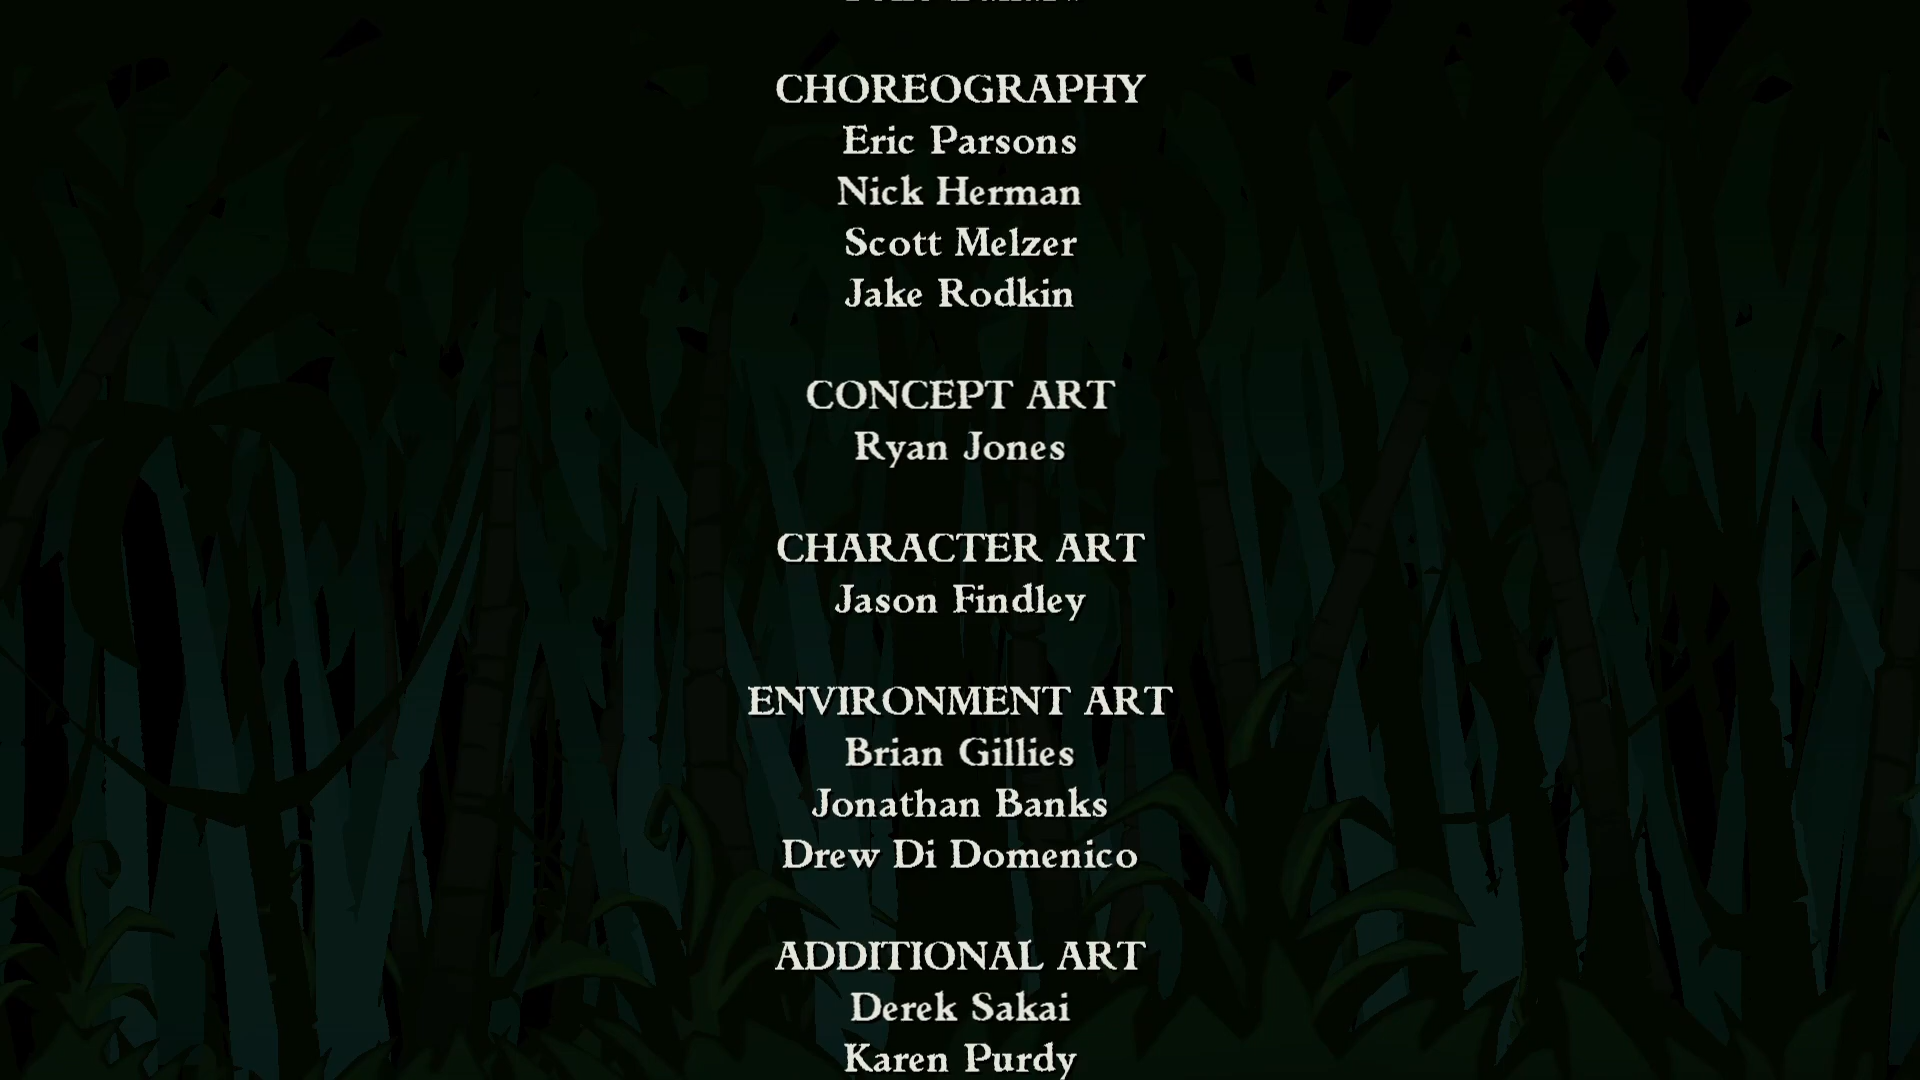 CHOREOGRAPHY
Eric Parsons
Nick Herman
Scott Melzer
Jake Rodkin
CONCEPT ART
Ryan Jones
CHARACTER ART
Jason Findley
ENVIRONMENT ART
Brian Gillies
Jonathan Banks
Drew Di Domenico
ADDITIONAL ART
Derek Sakai
Karen Purdy